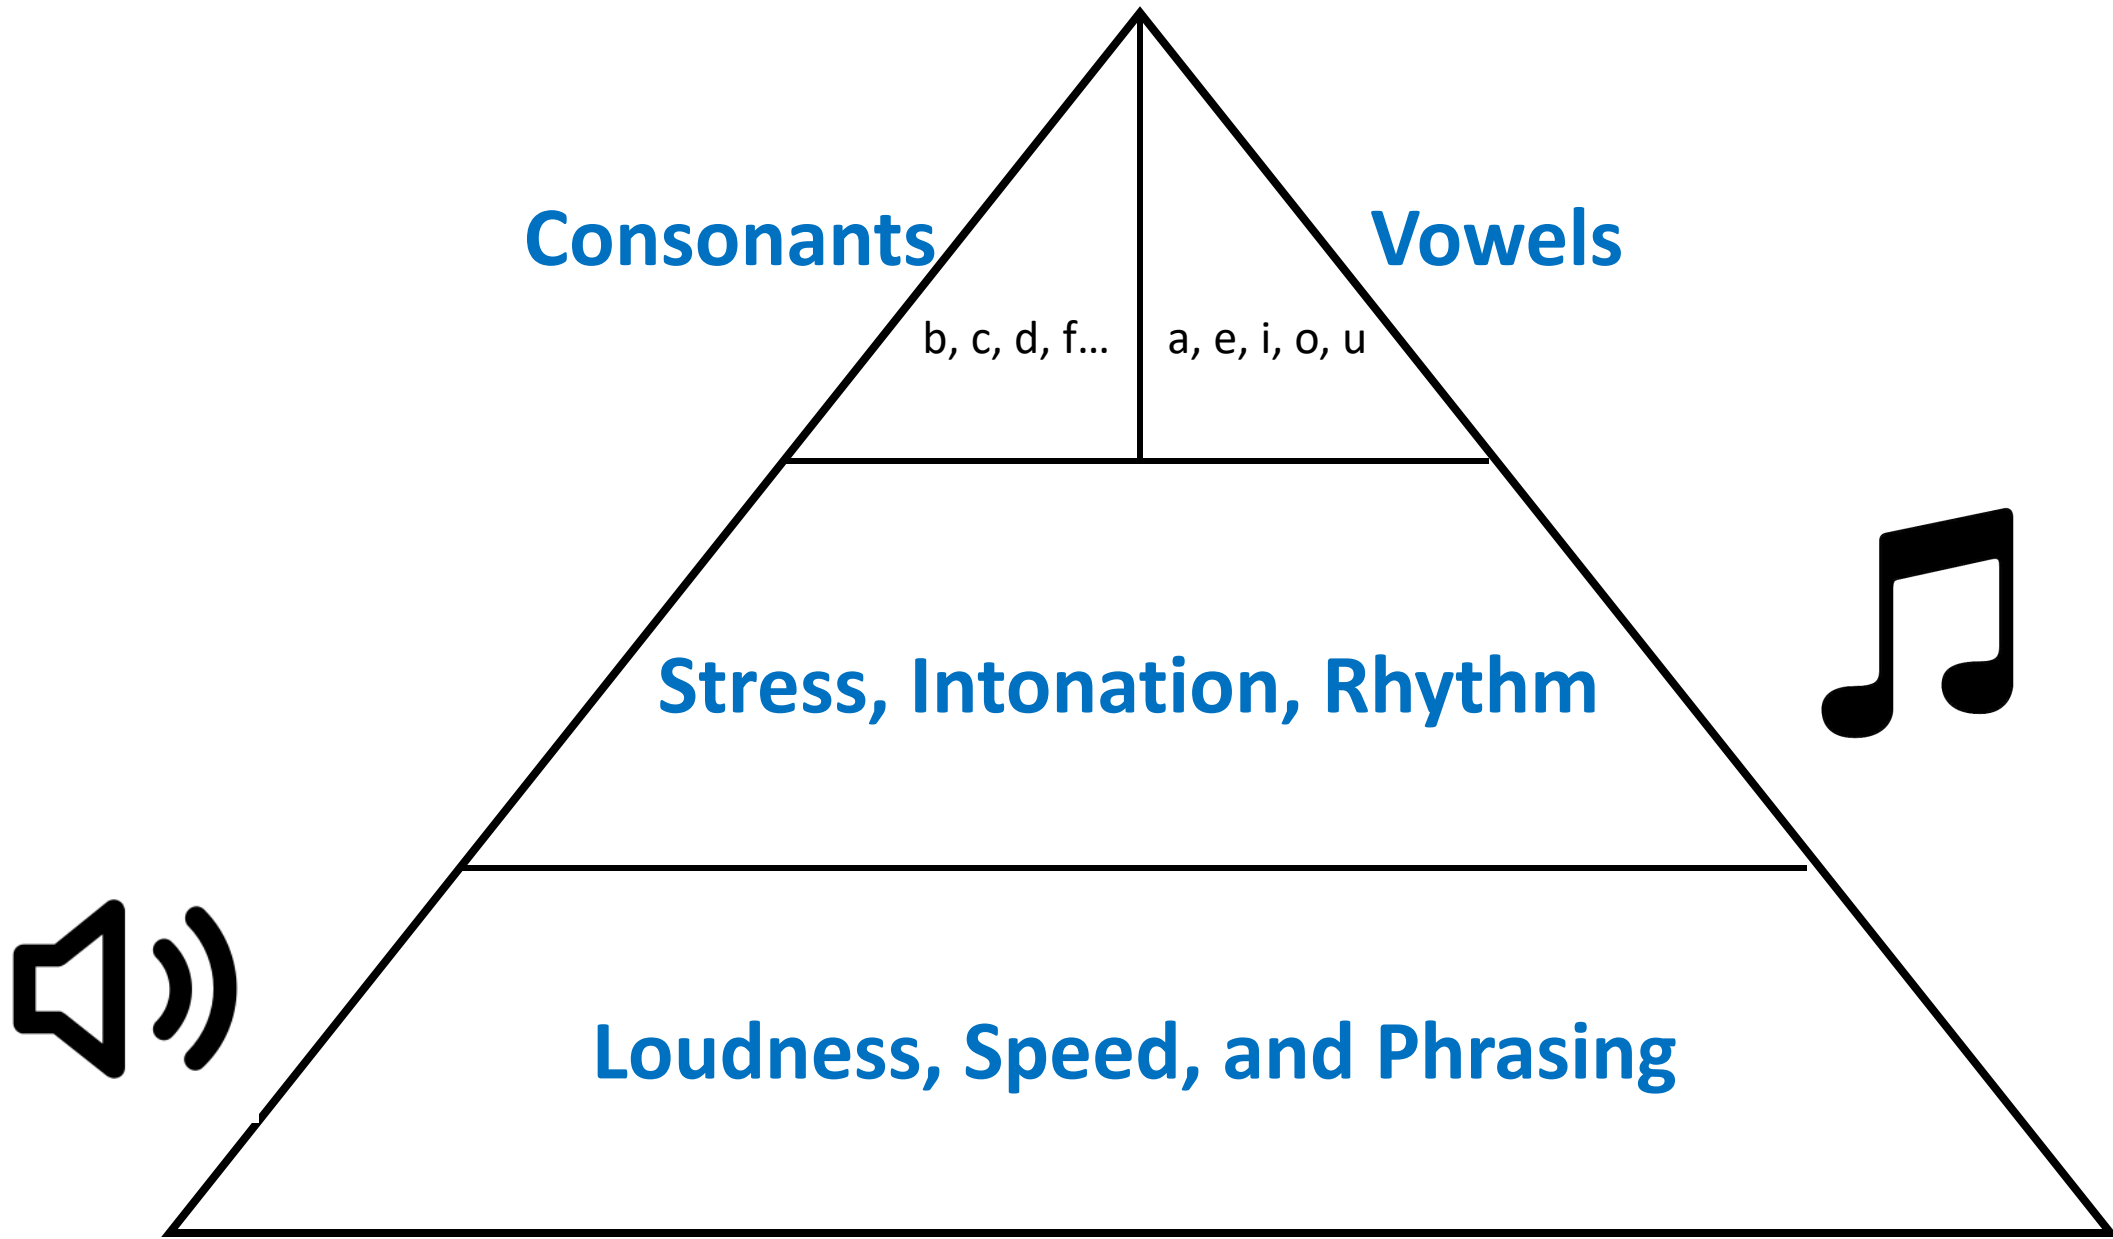 Consonants
Vowels
b, c, d, f...
a, e, i, o, u
Stress, Intonation, Rhythm
Loudness, Speed, and Phrasing